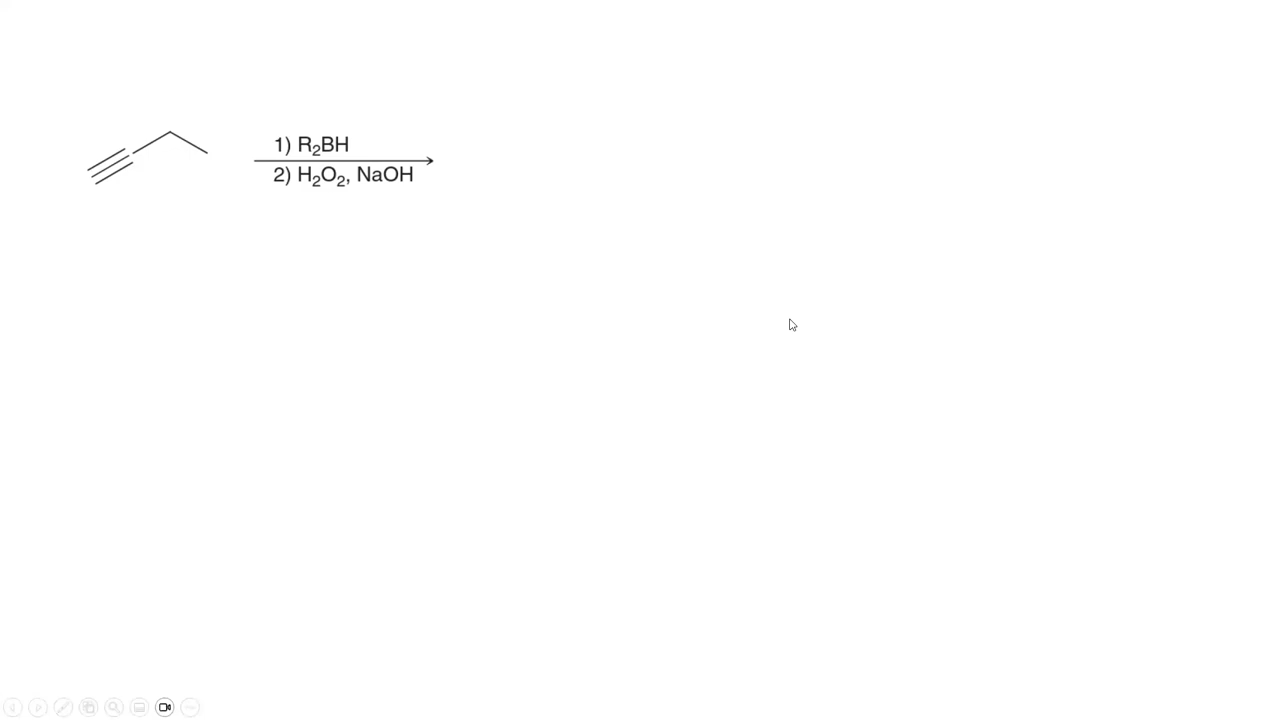 1) R₂BH
2) H₂O₂, NaOH